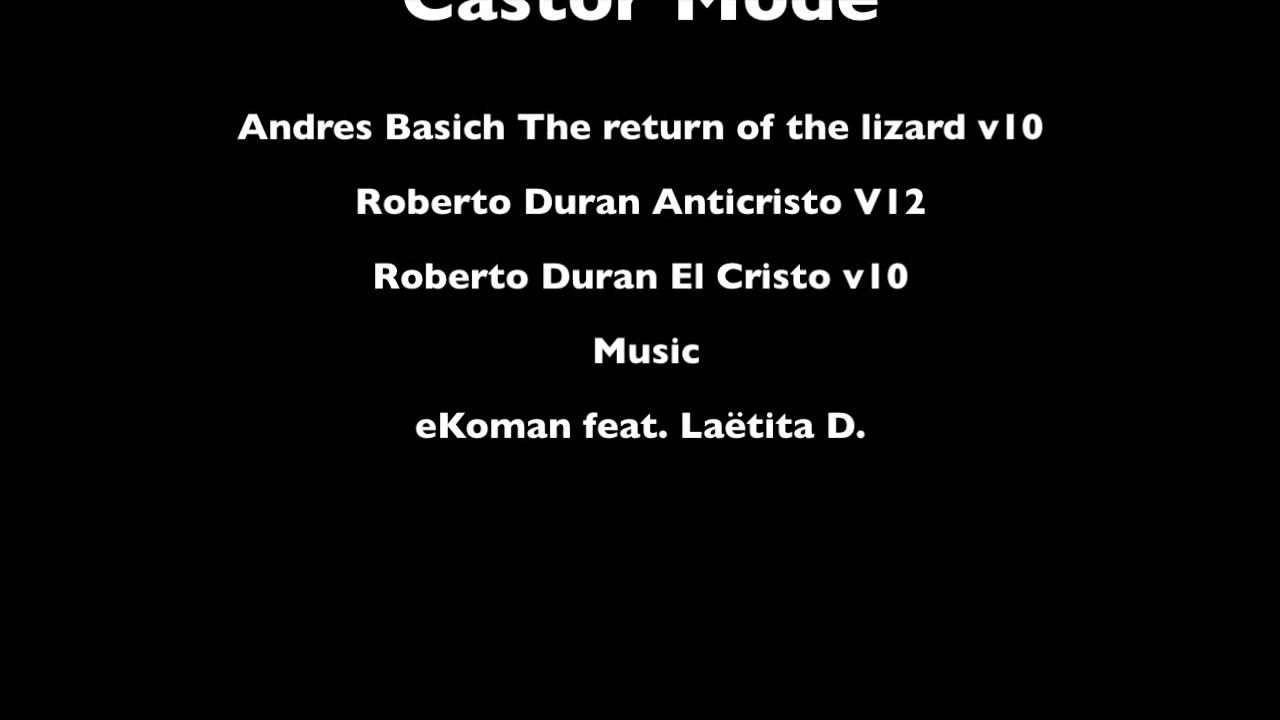 Castor Mode
Andres Basich The return of the lizard v10
Roberto Duran Anticristo V12
Roberto Duran El Cristo v10
Music
eKoman feat. Laëtita D.